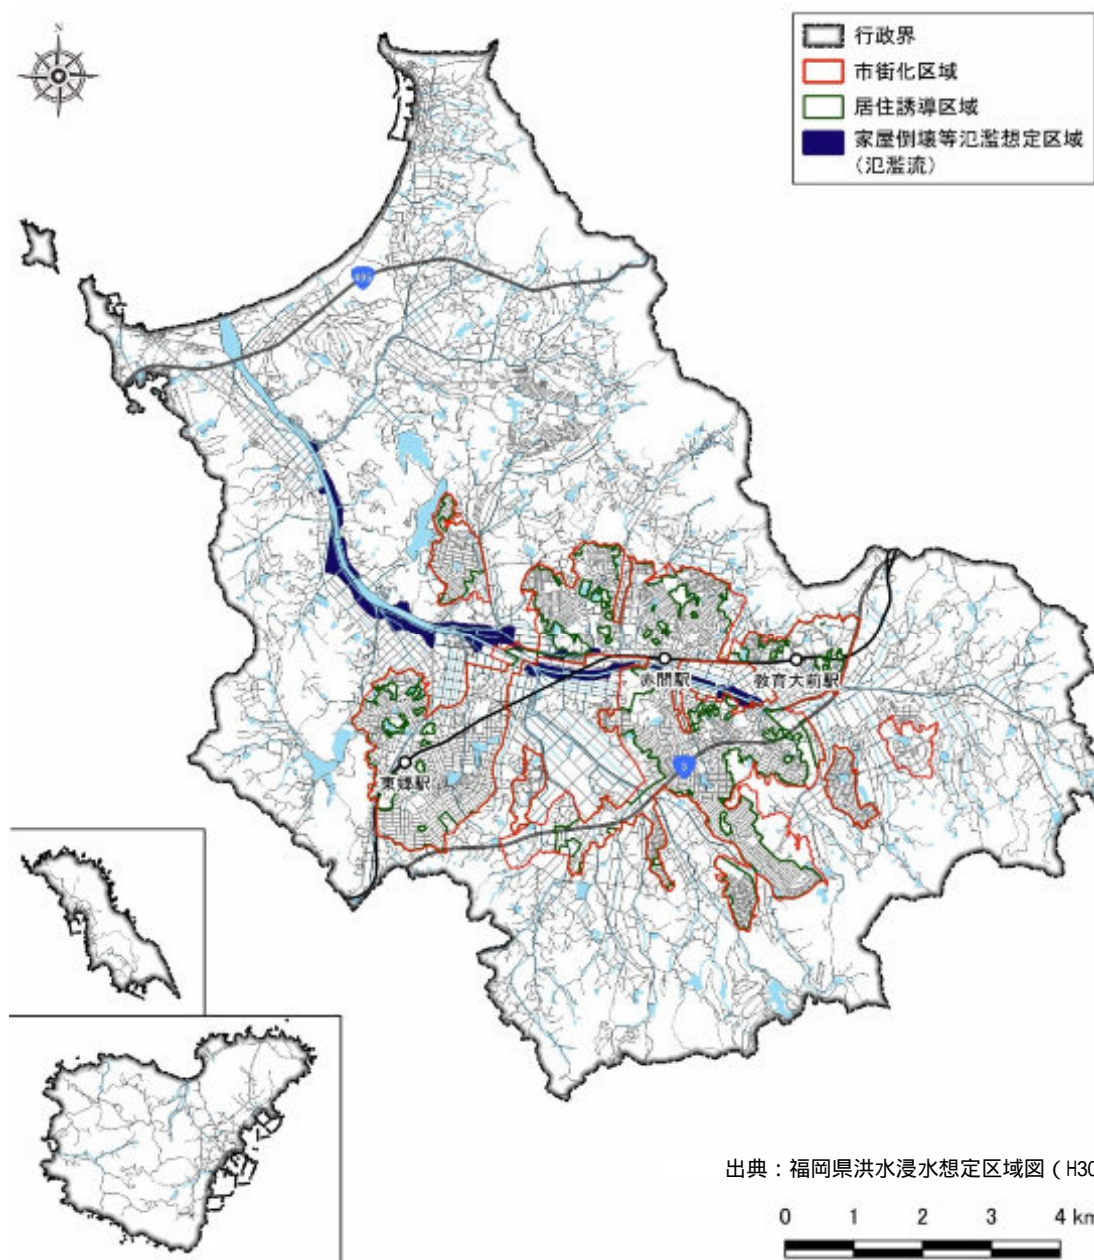 N
行政界
市街化区域
居住誘導区域
家屋倒壊等氾濫想定区域
(氾濫流)
495
赤間駅
教育大前駅
3
東郷駅
出典：福岡県洪水浸水想定区域図（H30
0 1 2 3 4 km